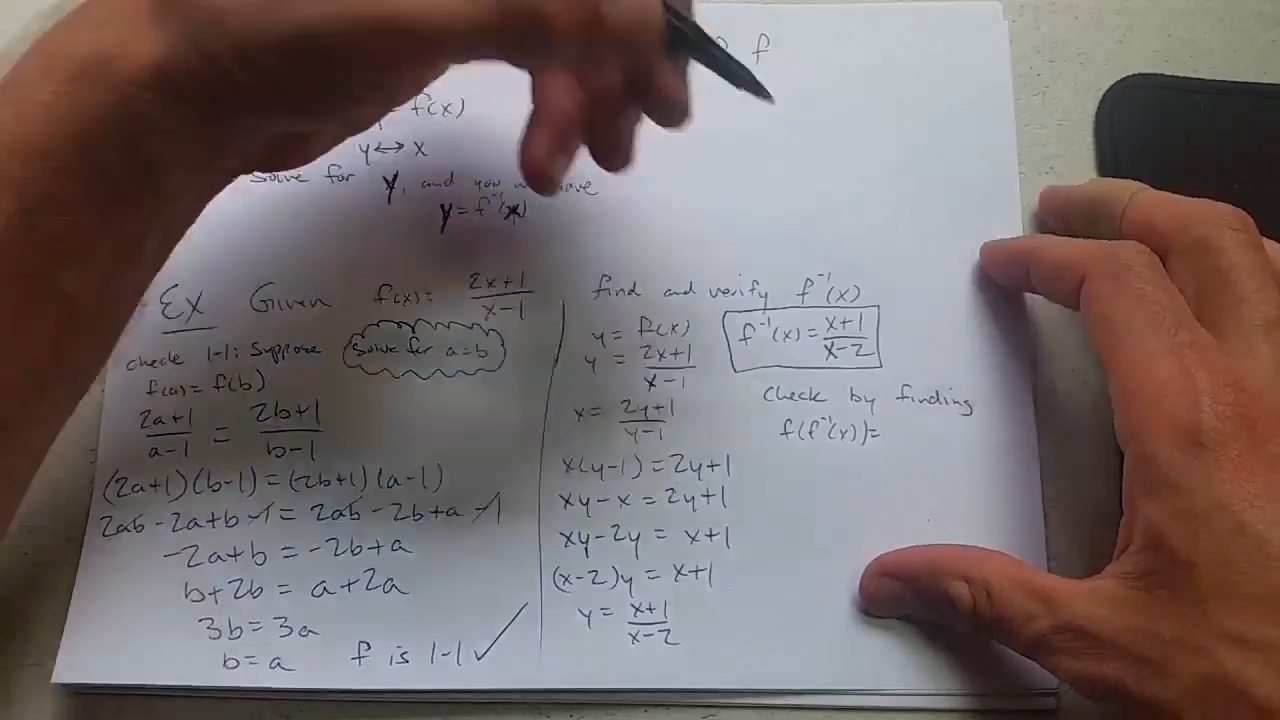 f
f(x)
y↔x
Solve for y, and you
y=f⁻¹(x)
Ex Given f(x)= (2x+1)/(x-1)
check 1-1: Suppose
Solve for a=b
f(a)=f(b)
(2a+1)/(a-1) = (2b+1)/(b-1)
(2a+1)(b-1)=(2b+1)(a-1)
2ab-2a+b-1=2ab-2b+a-1
-2a+b=-2b+a
b+2b=a+2a
3b=3a
b=a f is 1-1 ✓
find and verify f⁻¹(x)
y=f(x)
y= (2x+1)/(x-1)
x= (2y+1)/(y-1)
x(y-1)=2y+1
xy-x=2y+1
xy-2y=x+1
(x-2)y=x+1
y= (x+1)/(x-2)
f⁻¹(x)= (x+1)/(x-2)
check by finding
f(f⁻¹(x))=